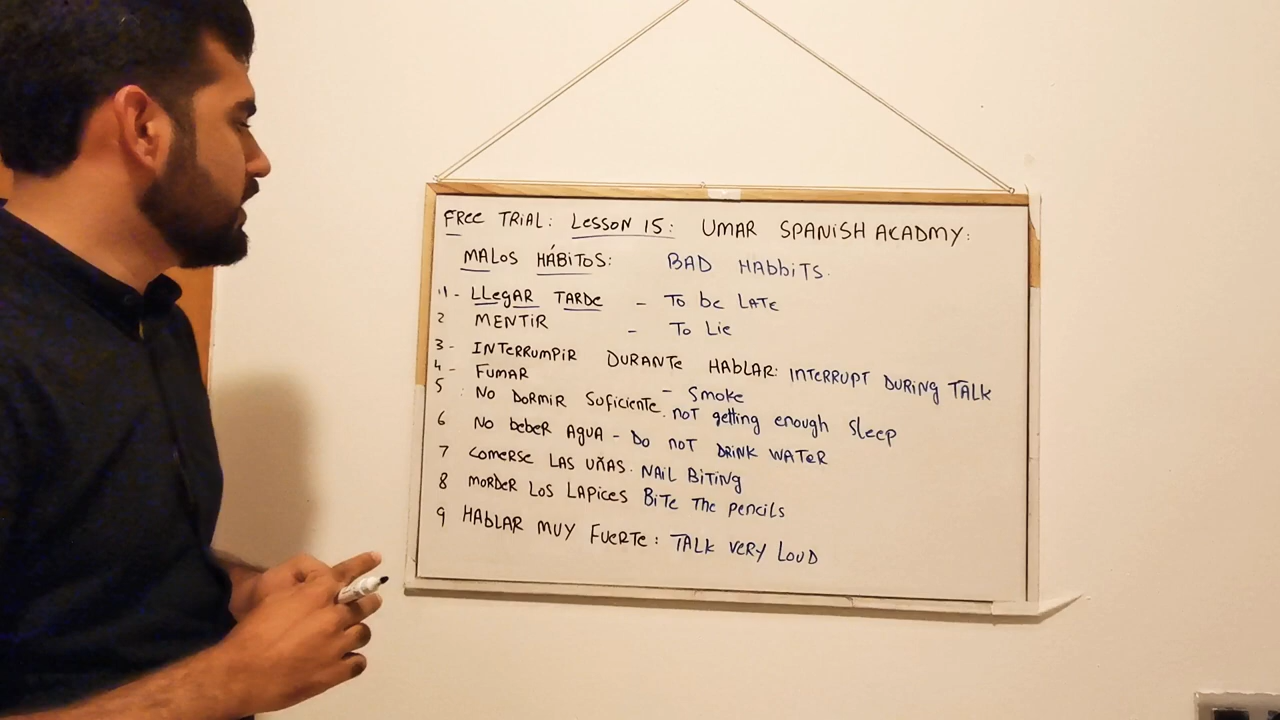 FREE TRIAL: LESSON 15: UMAR SPANISH ACADMY:
MALOS HÁBITOS: BAD HABBITS.
1 - LLEGAR TARDE - TO BE LATE
2 MENTIR - TO LIE
3 - INTERRUMPIR DURANTE HABLAR: INTERRUPT DURING TALK
4 - FUMAR - SMOKE
5 : NO DORMIR SUFICIENTE. NOT getting enough sleep
6 NO BEBER AGUA - DO NOT DRINK WATER
7 COMERSE LAS UÑAS. NAIL BITING
8 MORDER LOS LAPICES BITE THE PENCILS
9 HABLAR MUY FUERTE: TALK VERY LOUD